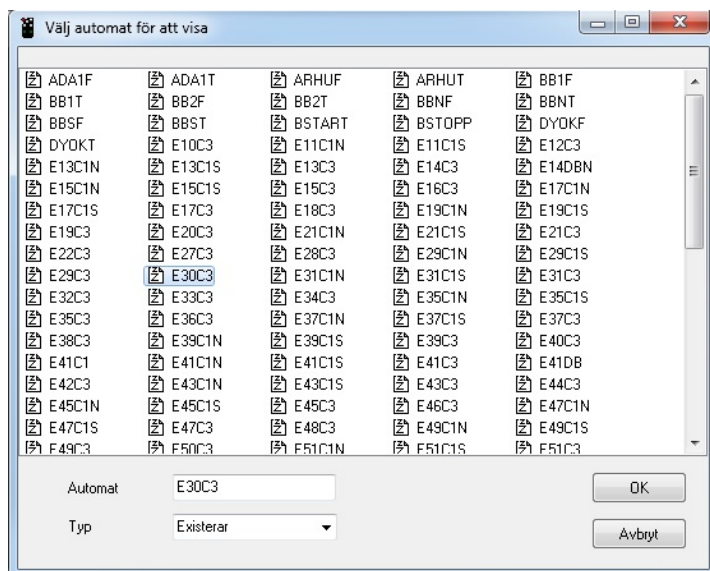 Välj automat för att visa
ADA1F ADA1T ARHUF ARHUT BB1F
BB1T BB2F BB2T BBNF BBNT
BBSF BBST BSTART BSTOPP DYOKF
DYOKT E10C3 E11C1N E11C1S E12C3
E13C1N E13C1S E13C3 E14C3 E14DBN
E15C1N E15C1S E15C3 E16C3 E17C1N
E17C1S E17C3 E18C3 E19C1N E19C1S
E19C3 E20C3 E21C1N E21C1S E21C3
E22C3 E27C3 E28C3 E29C1N E29C1S
E29C3 E30C3 E31C1N E31C1S E31C3
E32C3 E33C3 E34C3 E35C1N E35C1S
E35C3 E36C3 E37C1N E37C1S E37C3
E38C3 E39C1N E39C1S E39C3 E40C3
E41C1 E41C1N E41C1S E41C3 E41DB
E42C3 E43C1N E43C1S E43C3 E44C3
E45C1N E45C1S E45C3 E46C3 E47C1N
E47C1S E47C3 E48C3 E49C1N E49C1S
E49C3 E50C3 E51C1N E51C1S E51C3
Automat E30C3 OK
Typ Existerar Avbryt